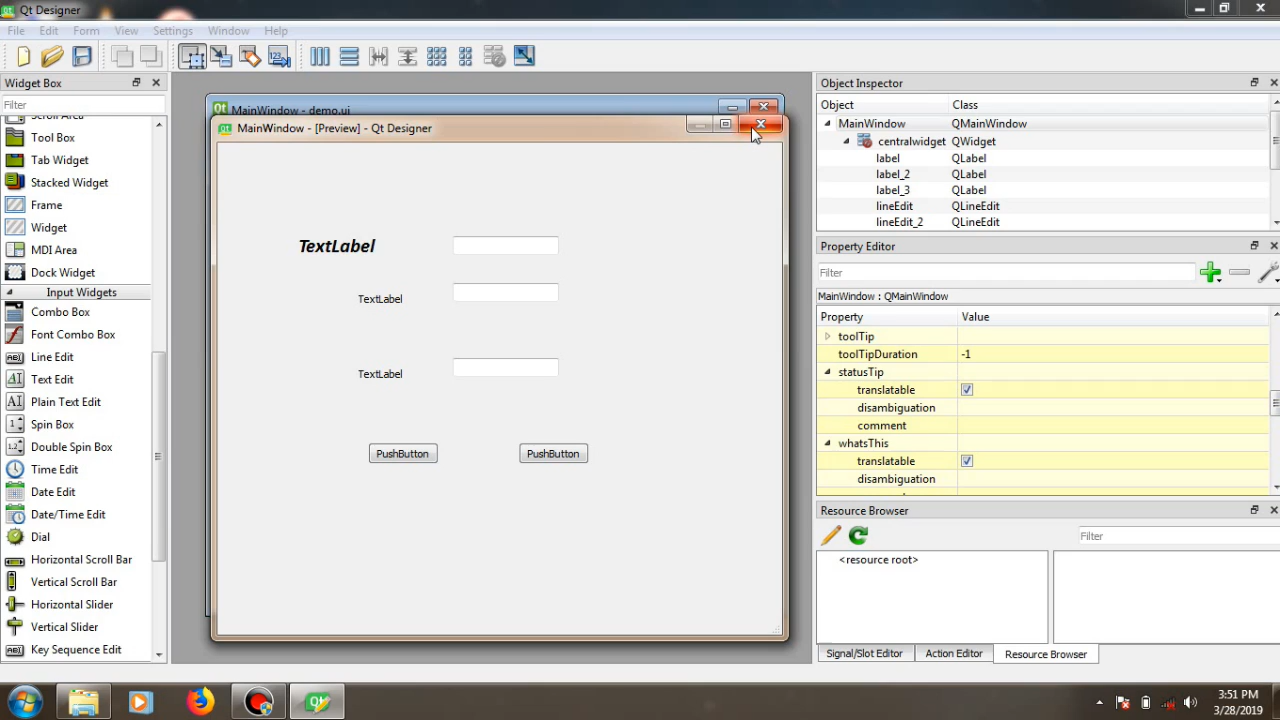 Qt Designer
File Edit Form View Settings Window Help
Widget Box
Filter
Scroll Area
Tool Box
Tab Widget
Stacked Widget
Frame
Widget
MDI Area
Dock Widget
Input Widgets
Combo Box
Font Combo Box
Line Edit
Text Edit
Plain Text Edit
Spin Box
Double Spin Box
Time Edit
Date Edit
Date/Time Edit
Dial
Horizontal Scroll Bar
Vertical Scroll Bar
Horizontal Slider
Vertical Slider
Key Sequence Edit
MainWindow - demo.ui
MainWindow - [Preview] - Qt Designer
TextLabel
TextLabel
TextLabel
PushButton PushButton
Object Inspector
Object Class
MainWindow QMainWindow
centralwidget QWidget
label QLabel
label_2 QLabel
label_3 QLabel
lineEdit QLineEdit
lineEdit_2 QLineEdit
Property Editor
Filter
MainWindow : QMainWindow
Property Value
toolTip
toolTipDuration -1
statusTip
translatable
disambiguation
comment
whatsThis
translatable
disambiguation
Resource Browser
Filter
<resource root>
Signal/Slot Editor Action Editor Resource Browser
3:51 PM
3/28/2019